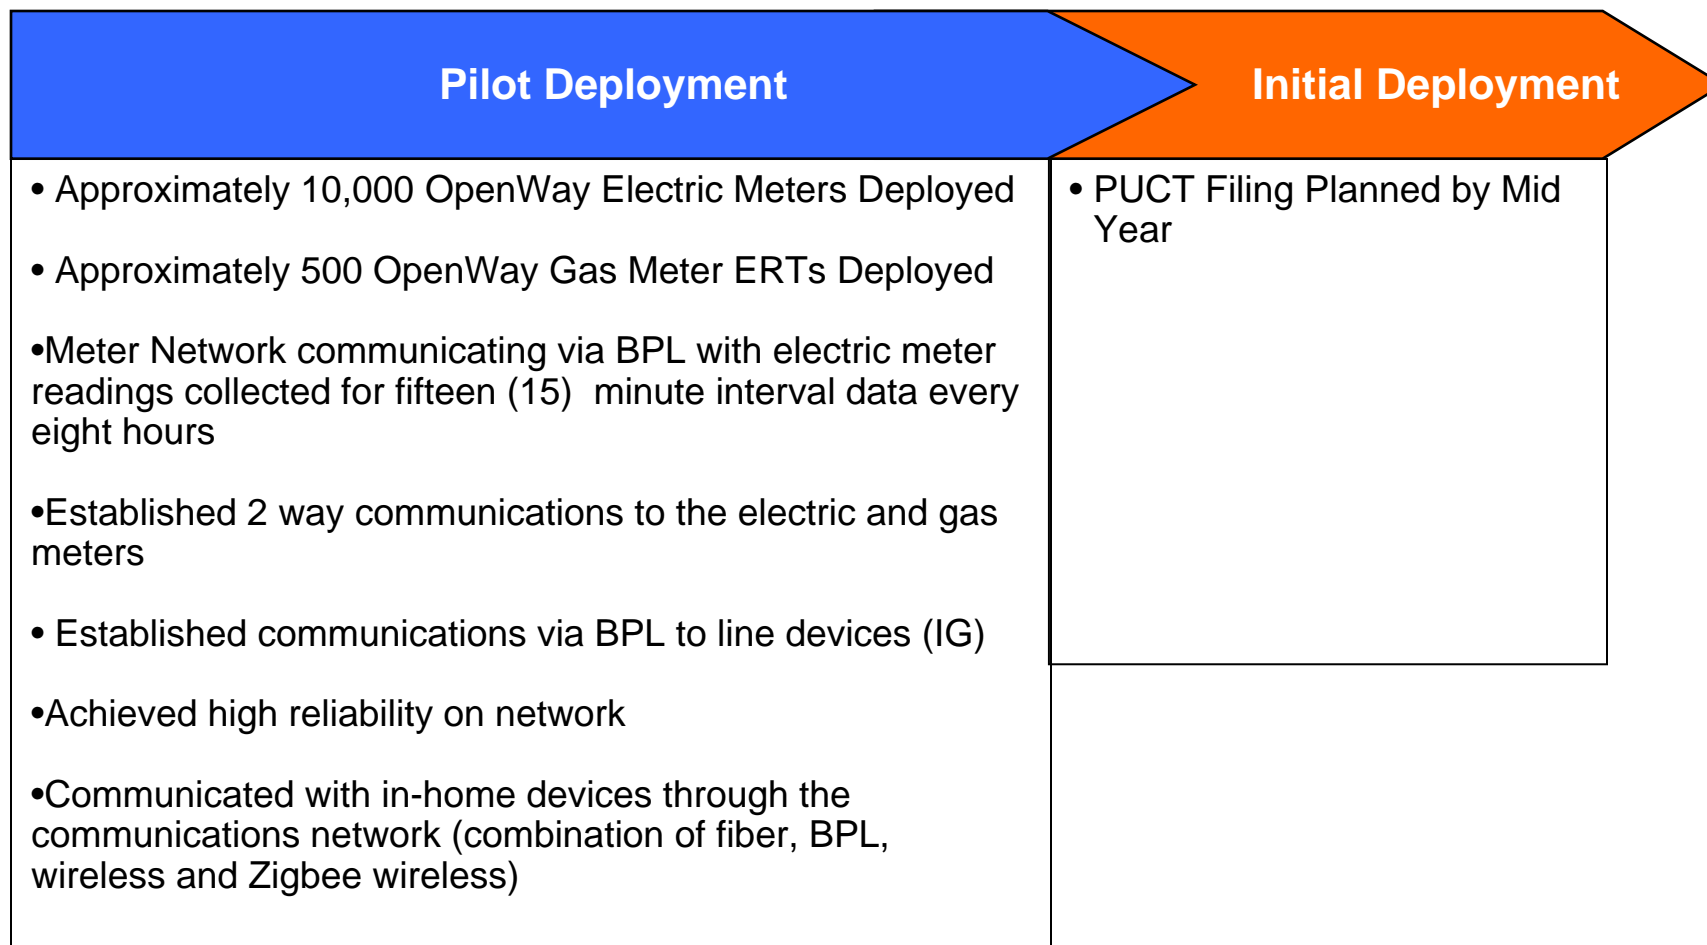 Pilot Deployment
Initial Deployment
• Approximately 10,000 OpenWay Electric Meters Deployed
• Approximately 500 OpenWay Gas Meter ERTs Deployed
•Meter Network communicating via BPL with electric meter
readings collected for fifteen (15)  minute interval data every
eight hours
•Established 2 way communications to the electric and gas
meters
• Established communications via BPL to line devices (IG)
•Achieved high reliability on network
•Communicated with in-home devices through the
communications network (combination of fiber, BPL,
wireless and Zigbee wireless)
• PUCT Filing Planned by Mid
Year